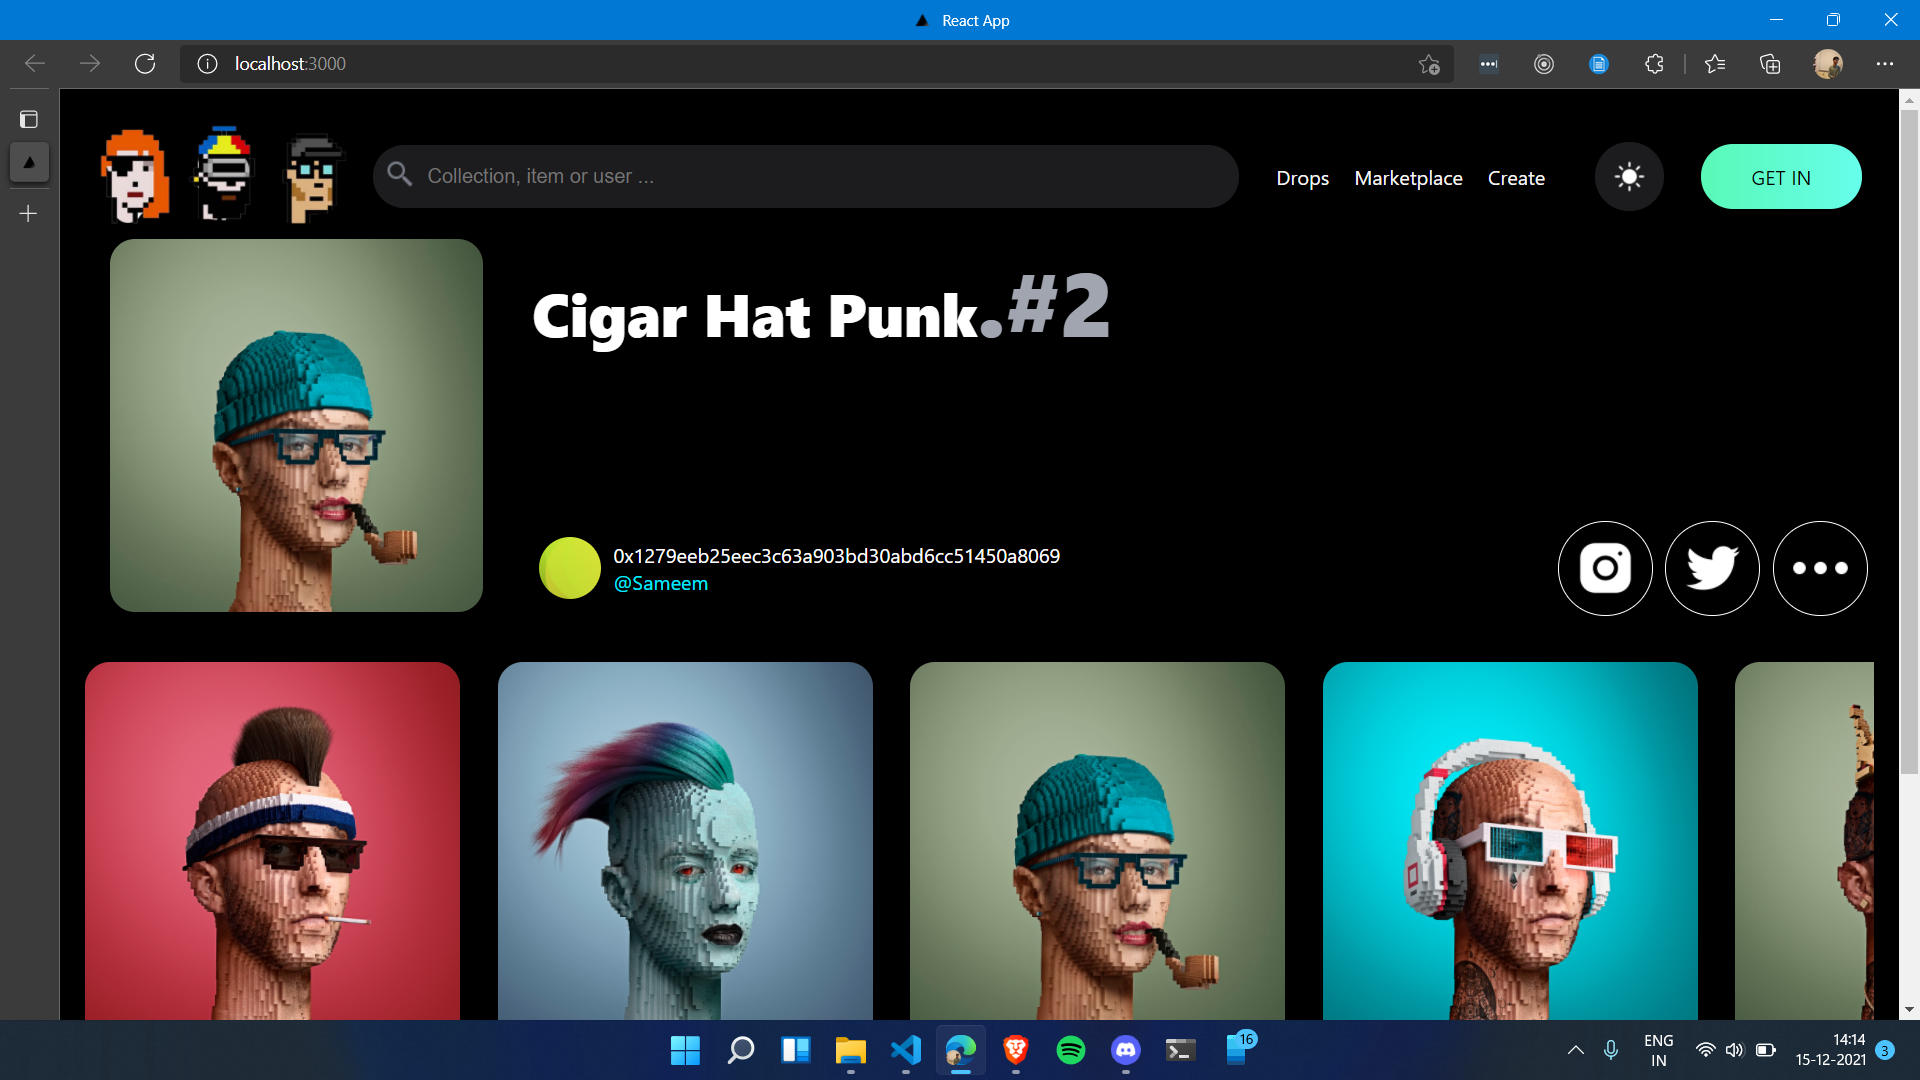 React App
localhost:3000
Collection, item or user ...
Drops
Marketplace
Create
GET IN
Cigar Hat Punk.#2
0x1279eeb25eec3c63a903bd30abd6cc51450a8069
@Sameem
16
ENG
IN
14:14
15-12-2021
3